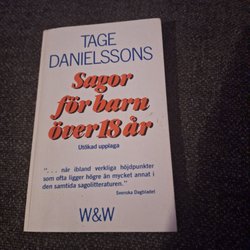 TAGE
DANIELSSONS
Sagor
för barn
över 18 år
Utökad upplaga
". . . når ibland verkliga höjdpunkter
som ofta ligger högre än mycket annat i
den samtida sagolitteraturen."
Svenska Dagbladet
W&W